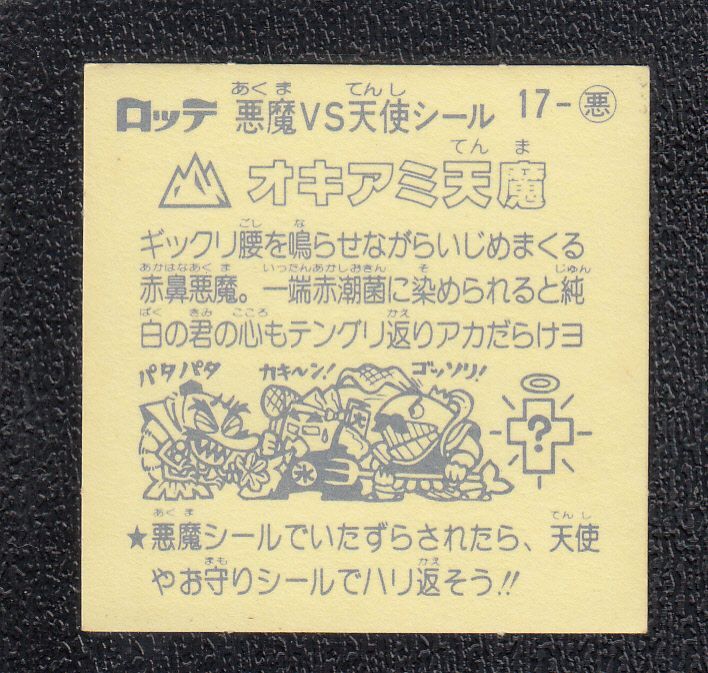 ロッテ 悪魔VS天使シール 17-悪
あくま てんし
オキアミ天魔
てんま
ギックリ腰を鳴らせながらいじめまくる
ごし な
赤鼻悪魔。一端赤潮菌に染められると純
あかはなあくま いったんあかしおきん そ じゅん
白の君の心もテングリ返りアカだらけヨ
ぱく きみ こころ かえ
パタパタ カキ〜ン! ゴッソリ!
氷
?
★悪魔シールでいたずらされたら、天使
あくま てんし
やお守りシールでハリ返そう!!
まも かえ